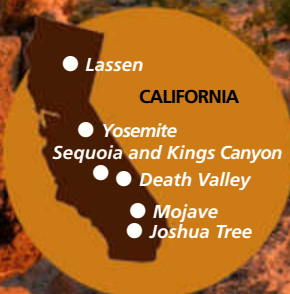 Lassen
CALIFORNIA
Yosemite
Sequoia and Kings Canyon
Death Valley
Mojave
Joshua Tree